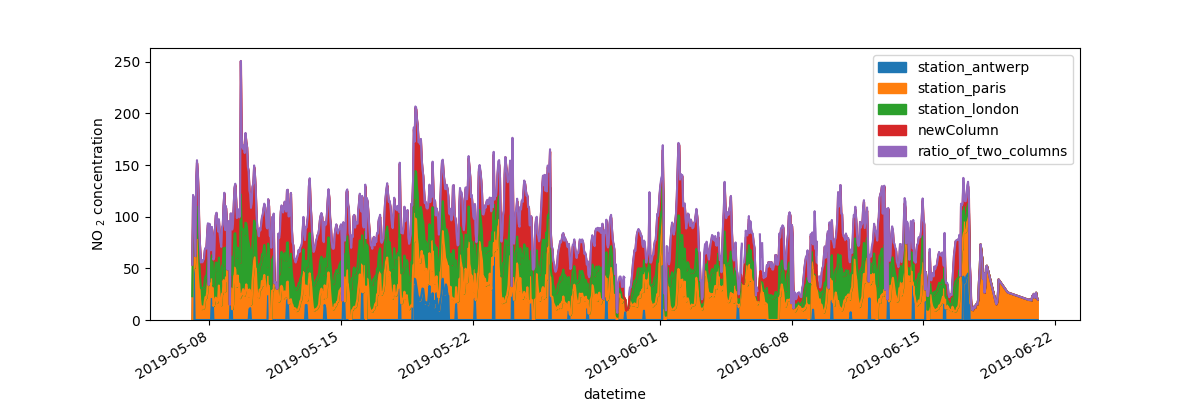 250
200
150
100
50
0
NO 2 concentration
station_antwerp
station_paris
station_london
newColumn
ratio_of_two_columns
2019-05-08
2019-05-15
2019-05-22
2019-06-01
2019-06-08
2019-06-15
2019-06-22
datetime